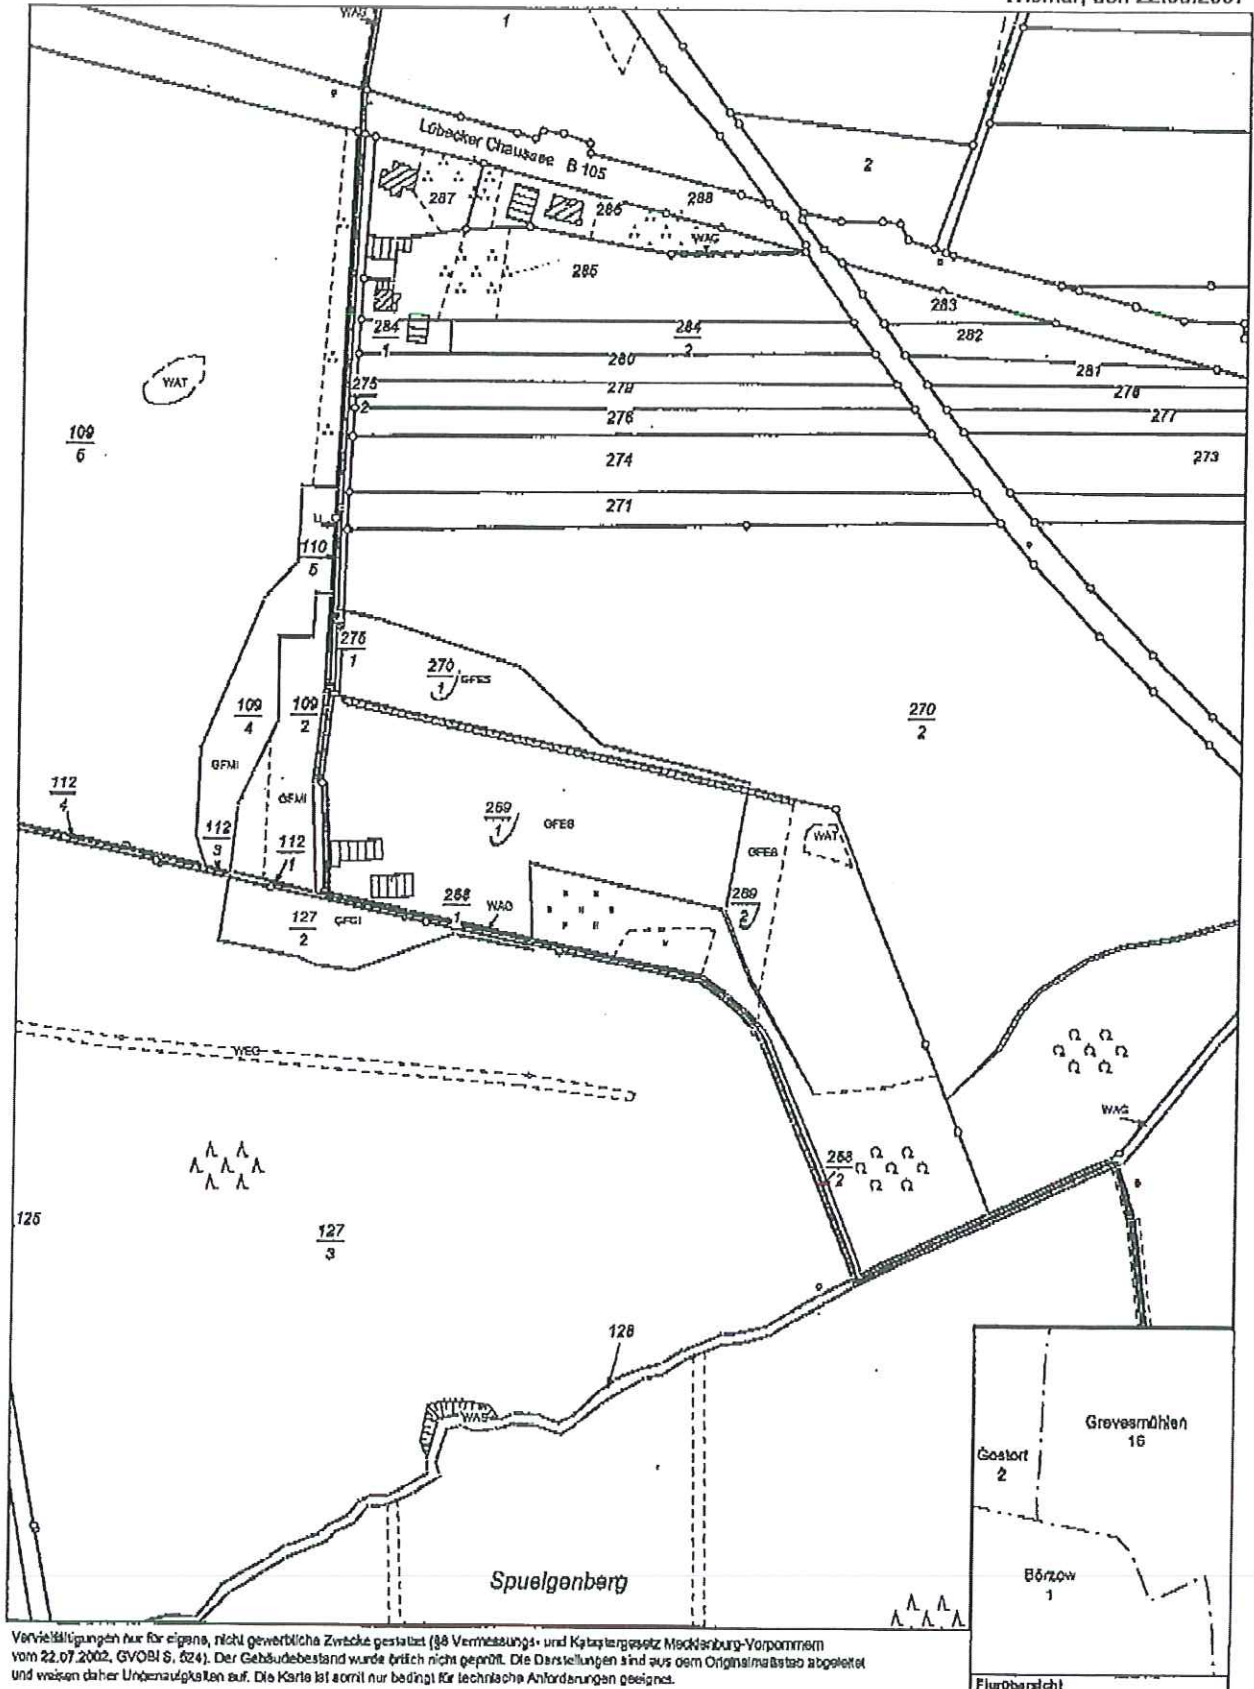 WAG
1
Lübecker Chaussee B 105
2
287
286
288
WAG
285
283
284
1
284
2
282
280
281
WAT
275
2
279
278
276
277
109
6
274
273
271
U
110
5
275
1
270
1
GFES
109
4
109
2
270
2
GFMI
112
4
GFMI
269
1
GFEB
WAT
112
3
112
1
GFEB
269
2
268
1
WAG
127
2
GFGI
WEG
WAG
268
2
125
127
3
128
WAS
Grevesmühlen
16
Gostorf
2
Börzow
1
Spuelgenberg
Vervielfältigungen nur für eigene, nicht gewerbliche Zwecke gestattet (§8 Vermessungs- und Katastergesetz Mecklenburg-Vorpommern
vom 22.07.2002, GVOBl S. 524). Der Gebäudebestand wurde örtlich nicht geprüft. Die Darstellungen sind aus dem Originalmaßstab abgeleitet
und weisen daher Ungenauigkeiten auf. Die Karte ist somit nur bedingt für technische Anforderungen geeignet.
Flurübersicht